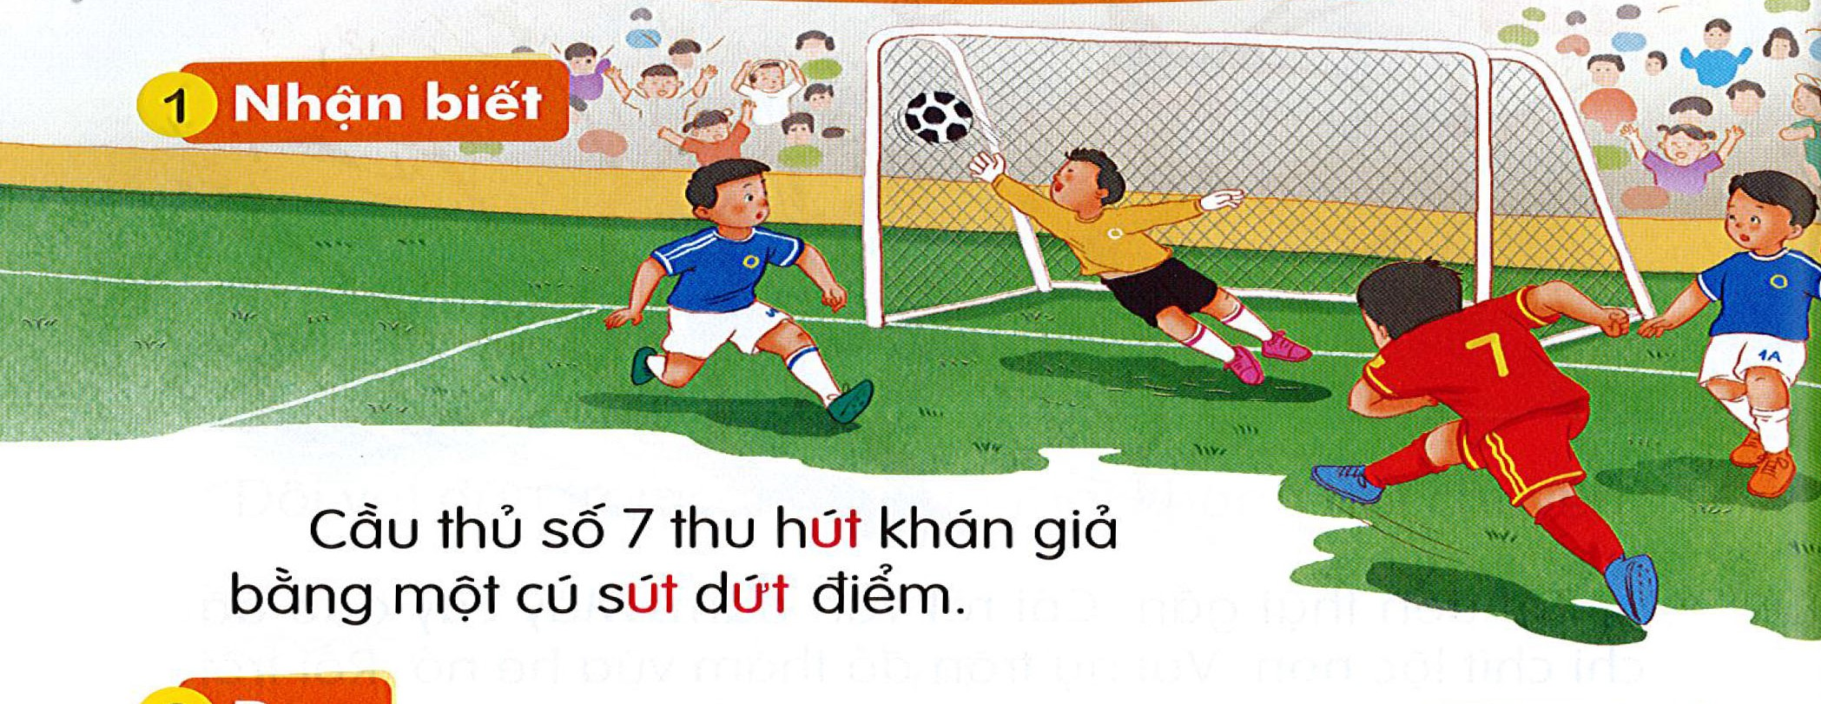 1 Nhận biết
7
1A
Cầu thủ số 7 thu hút khán giả
bằng một cú sút dứt điểm.